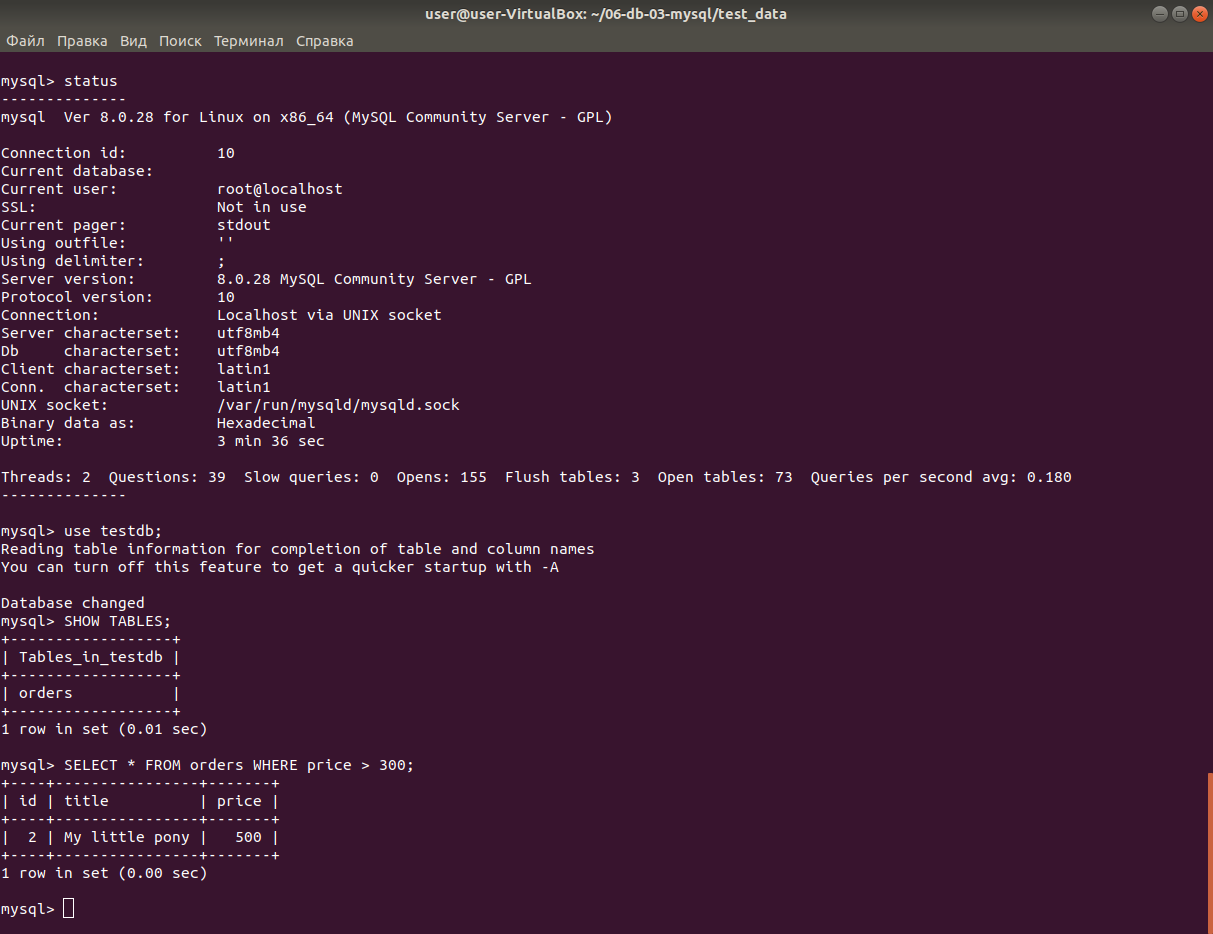 user@user-VirtualBox: ~/06-db-03-mysql/test_data
Файл Правка Вид Поиск Терминал Справка
mysql> status
--------------
mysql  Ver 8.0.28 for Linux on x86_64 (MySQL Community Server - GPL)
Connection id:          10
Current database:
Current user:           root@localhost
SSL:                    Not in use
Current pager:          stdout
Using outfile:          ''
Using delimiter:        ;
Server version:         8.0.28 MySQL Community Server - GPL
Protocol version:       10
Connection:             Localhost via UNIX socket
Server characterset:    utf8mb4
Db     characterset:    utf8mb4
Client characterset:    latin1
Conn.  characterset:    latin1
UNIX socket:            /var/run/mysqld/mysqld.sock
Binary data as:         Hexadecimal
Uptime:                 3 min 36 sec
Threads: 2  Questions: 39  Slow queries: 0  Opens: 155  Flush tables: 3  Open tables: 73  Queries per second avg: 0.180
--------------
mysql> use testdb;
Reading table information for completion of table and column names
You can turn off this feature to get a quicker startup with -A
Database changed
mysql> SHOW TABLES;
+------------------+
| Tables_in_testdb |
+------------------+
| orders           |
+------------------+
1 row in set (0.01 sec)
mysql> SELECT * FROM orders WHERE price > 300;
+----+----------------+-------+
| id | title          | price |
+----+----------------+-------+
|  2 | My little pony |   500 |
+----+----------------+-------+
1 row in set (0.00 sec)
mysql>